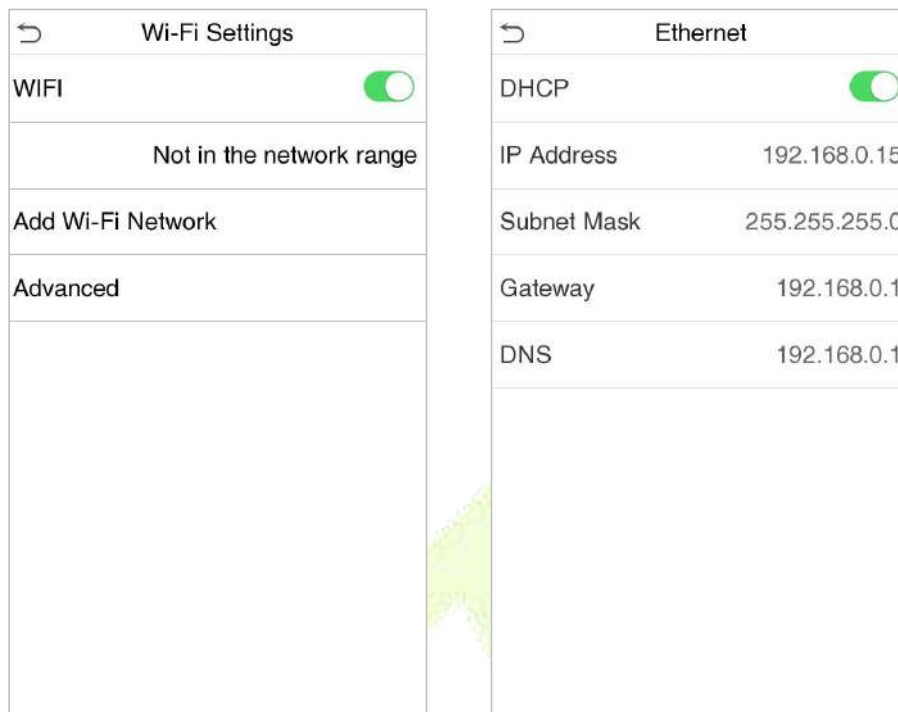 Wi-Fi Settings
WIFI
Not in the network range
Add Wi-Fi Network
Advanced
Ethernet
DHCP
IP Address 192.168.0.15
Subnet Mask 255.255.255.0
Gateway 192.168.0.1
DNS 192.168.0.1